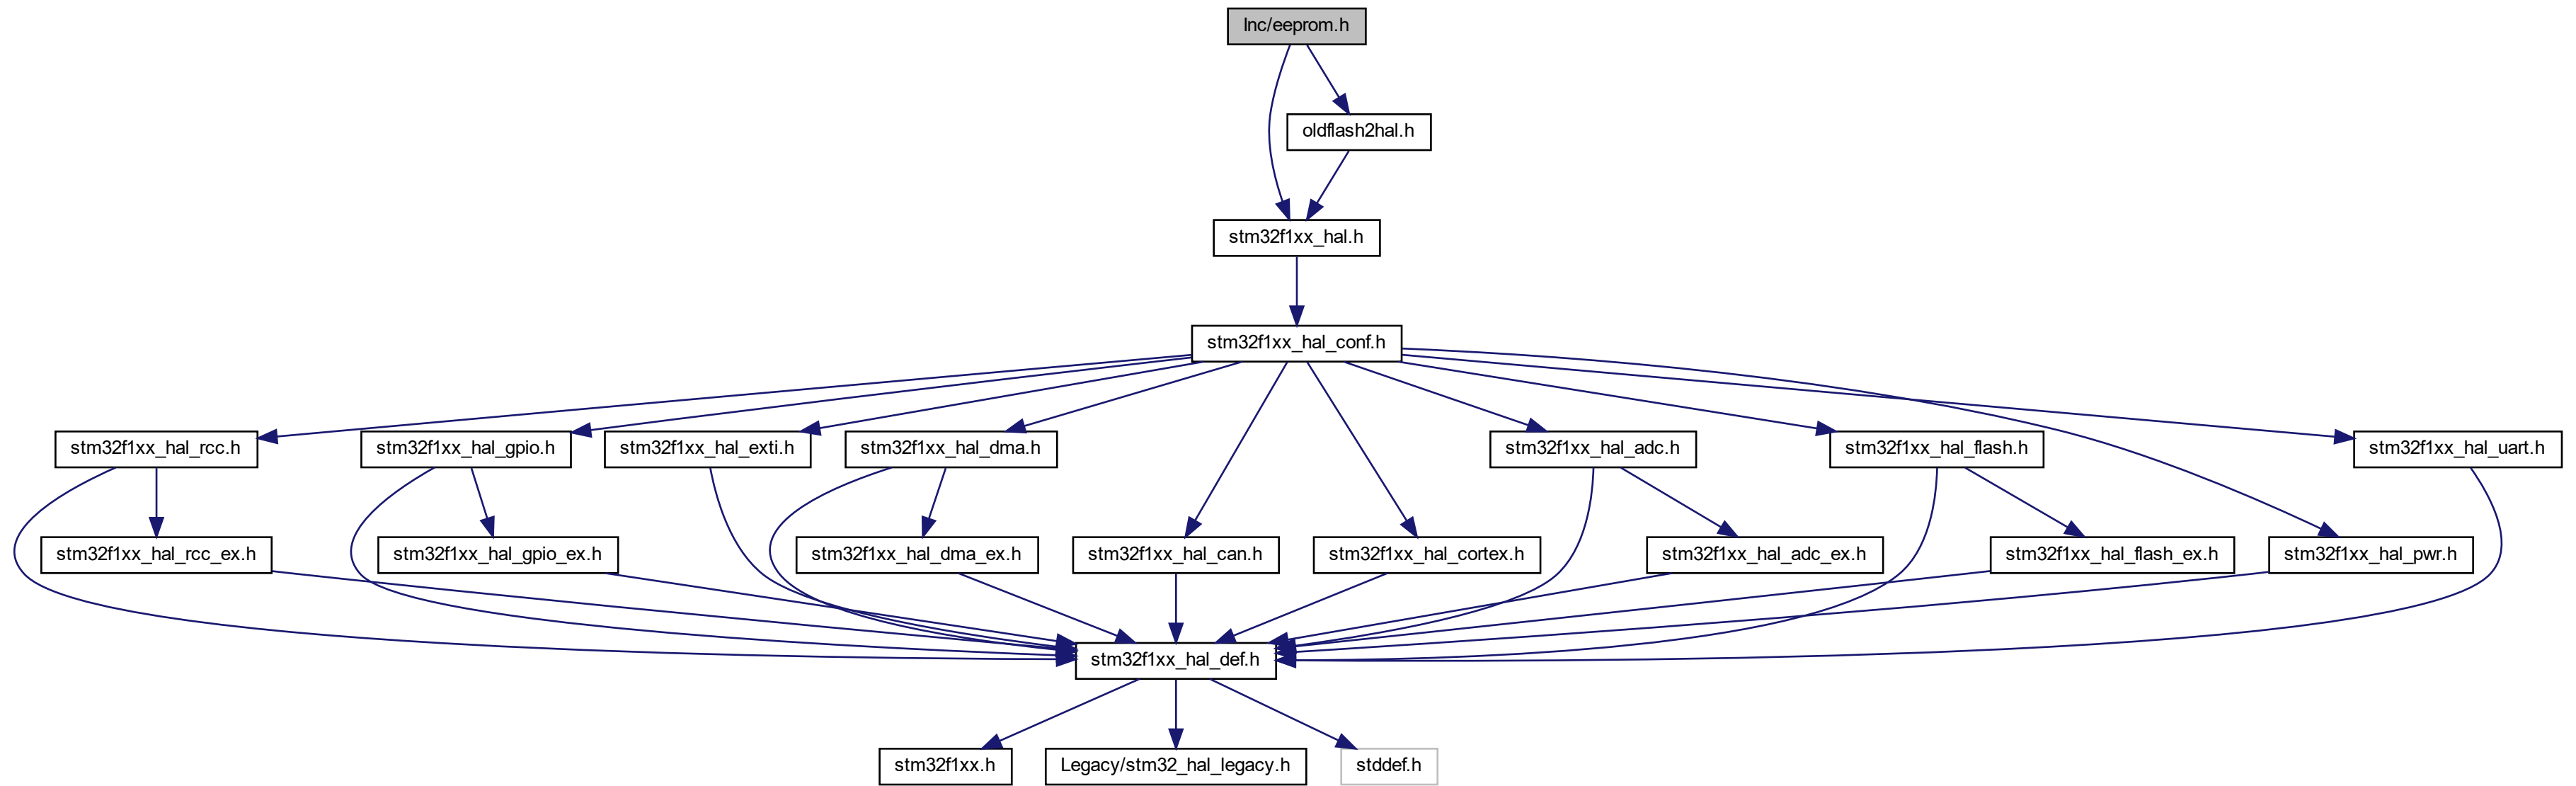 Inc/eeprom.h
oldflash2hal.h
stm32f1xx_hal.h
stm32f1xx_hal_conf.h
stm32f1xx_hal_rcc.h
stm32f1xx_hal_gpio.h
stm32f1xx_hal_exti.h
stm32f1xx_hal_dma.h
stm32f1xx_hal_adc.h
stm32f1xx_hal_flash.h
stm32f1xx_hal_uart.h
stm32f1xx_hal_rcc_ex.h
stm32f1xx_hal_gpio_ex.h
stm32f1xx_hal_dma_ex.h
stm32f1xx_hal_can.h
stm32f1xx_hal_cortex.h
stm32f1xx_hal_adc_ex.h
stm32f1xx_hal_flash_ex.h
stm32f1xx_hal_pwr.h
stm32f1xx_hal_def.h
stm32f1xx.h
Legacy/stm32_hal_legacy.h
stddef.h